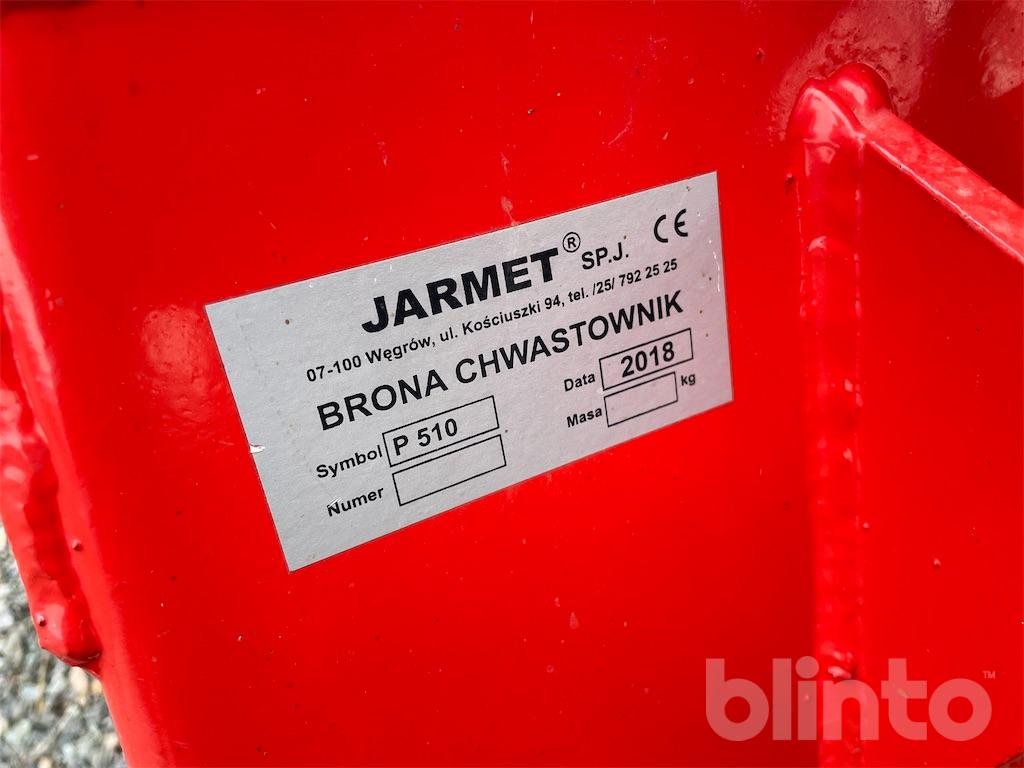 JARMET® SP.J. CE
07-100 Węgrów, ul. Kościuszki 94, tel. /25/ 792 25 25
BRONA CHWASTOWNIK
Symbol P 510 Data 2018
Numer Masa kg
blinto™